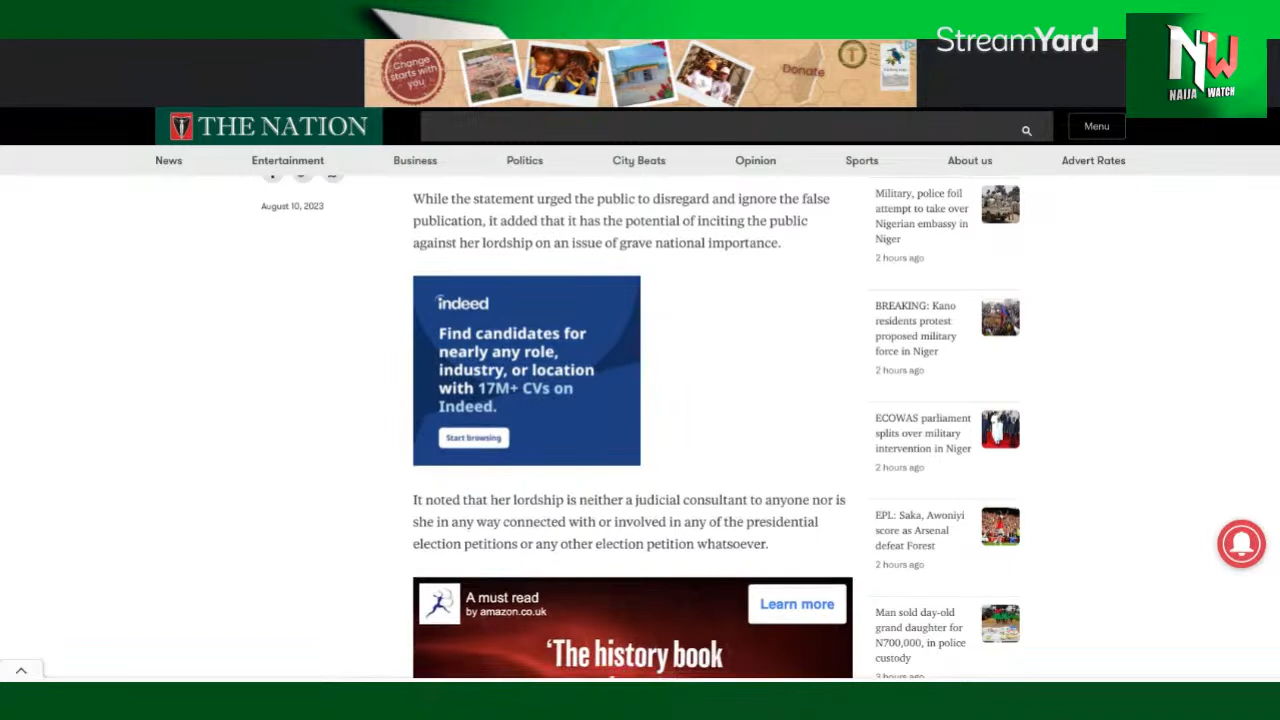 StreamYard
NW
NAIJA WATCH
Change
starts with
you
Donate
THE NATION
Menu
News
Entertainment
Business
Politics
City Beats
Opinion
Sports
About us
Advert Rates
August 10, 2023
While the statement urged the public to disregard and ignore the false
publication, it added that it has the potential of inciting the public
against her lordship on an issue of grave national importance.
indeed
Find candidates for
nearly any role,
industry, or location
with 17M+ CVs on
Indeed.
Start browsing
It noted that her lordship is neither a judicial consultant to anyone nor is
she in any way connected with or involved in any of the presidential
election petitions or any other election petition whatsoever.
A must read
by amazon.co.uk
Learn more
‘The history book
Military, police foil
attempt to take over
Nigerian embassy in
Niger
2 hours ago
BREAKING: Kano
residents protest
proposed military
force in Niger
2 hours ago
ECOWAS parliament
splits over military
intervention in Niger
2 hours ago
EPL: Saka, Awoniyi
score as Arsenal
defeat Forest
2 hours ago
Man sold day-old
grand daughter for
N700,000, in police
custody
3 hours ago